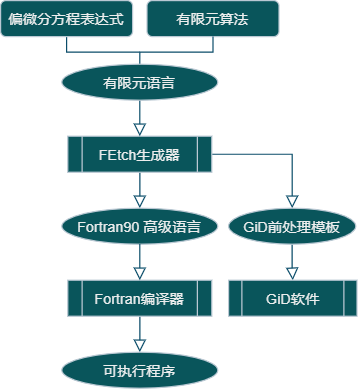 偏微分方程表达式
有限元算法
有限元语言
FEtch生成器
Fortran90 高级语言
GiD前处理模板
Fortran编译器
GiD软件
可执行程序